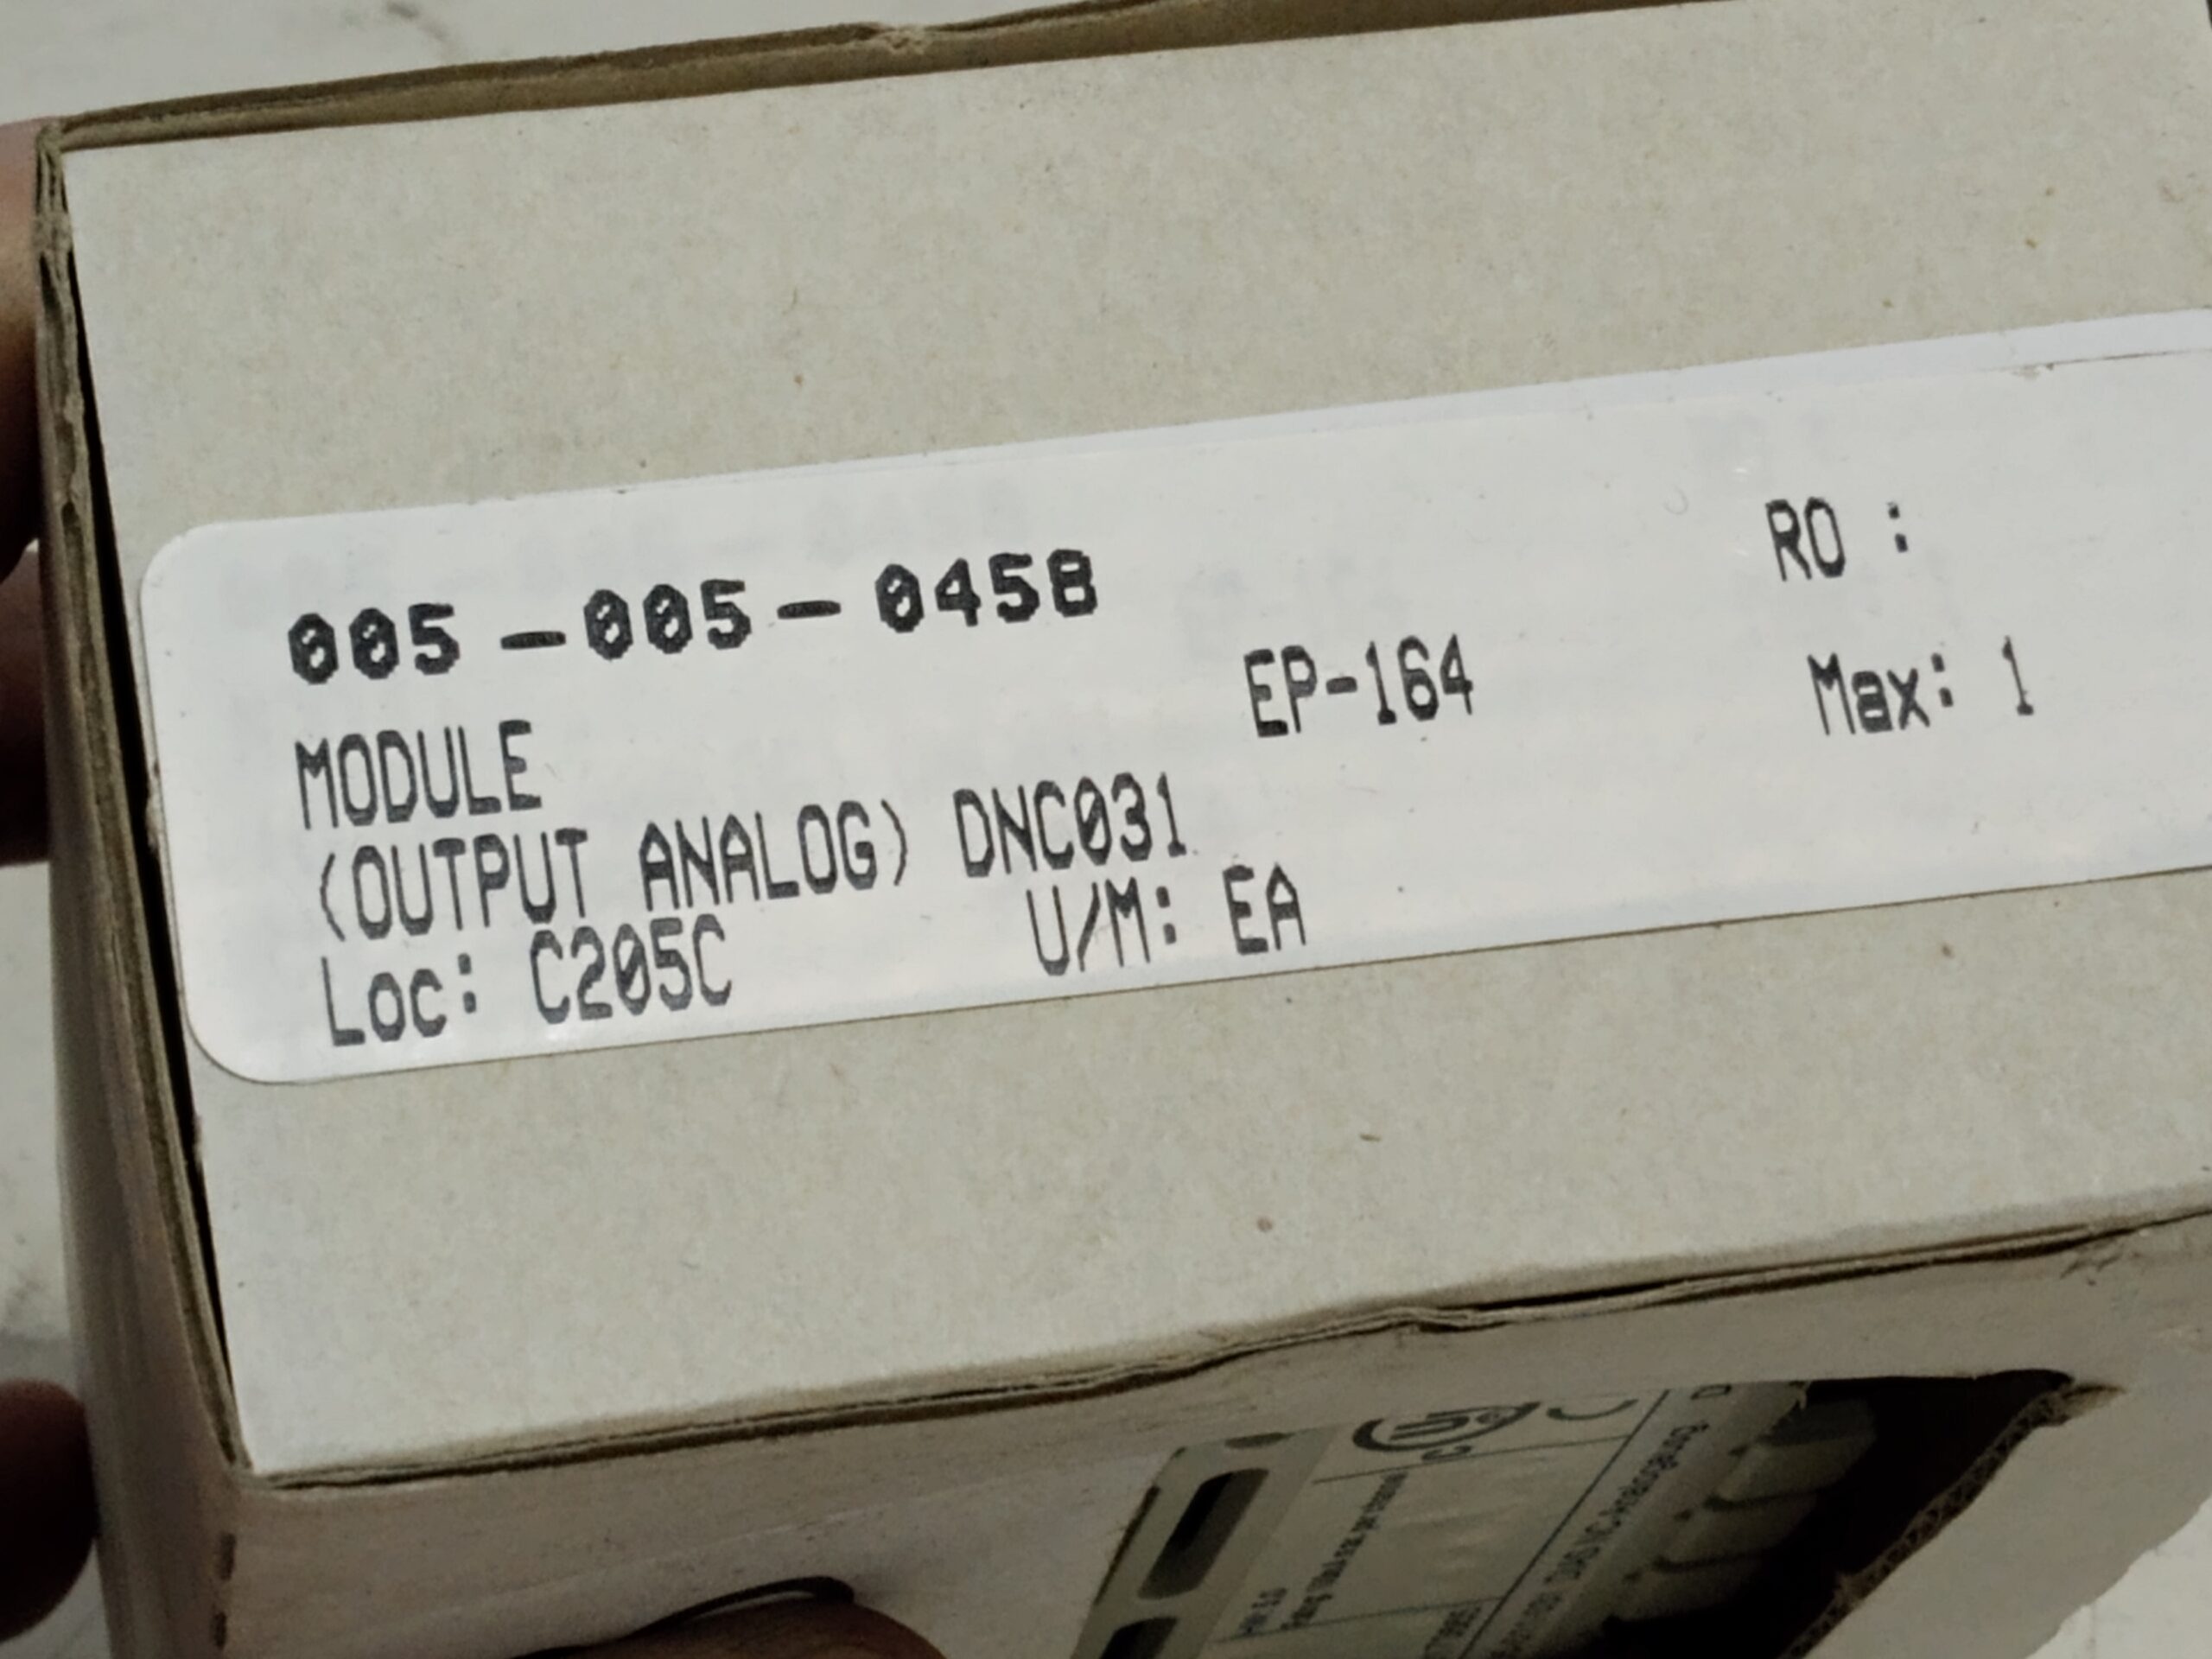 005-005-0458
RO :
EP-164
Max: 1
MODULE
(OUTPUT ANALOG) DNC031
Loc: C205C U/M: EA